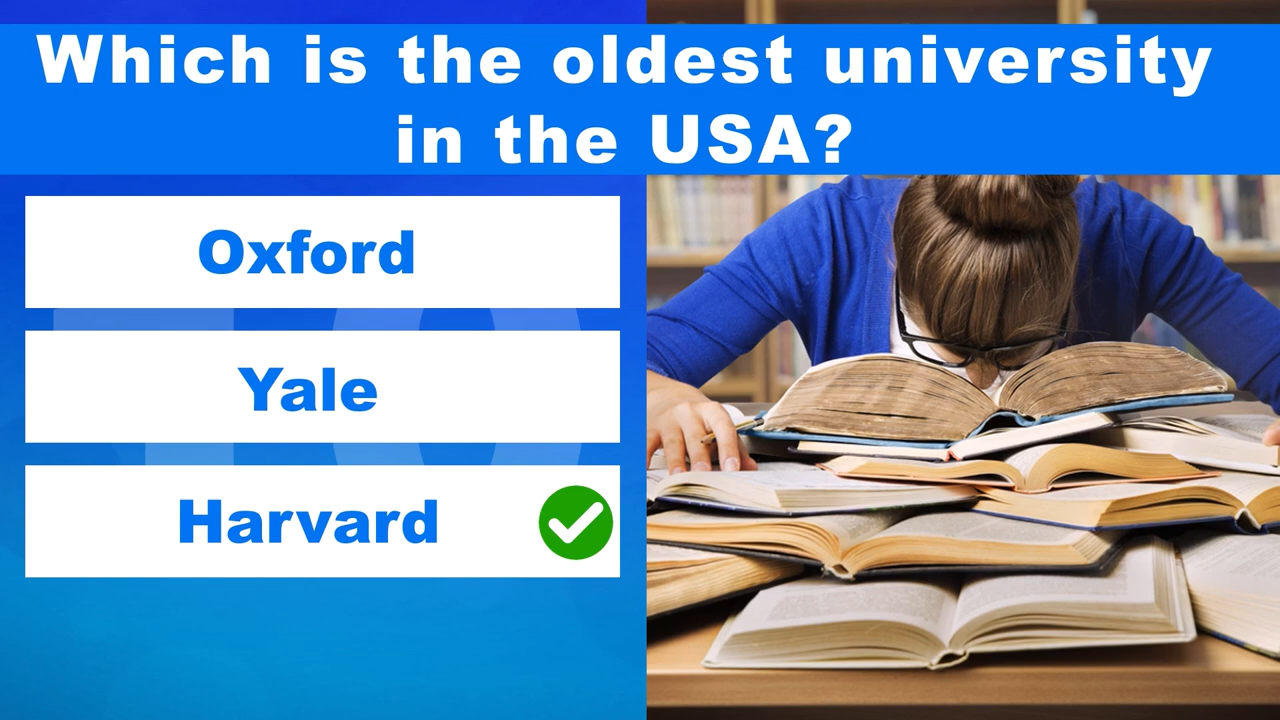 Which is the oldest university
in the USA?
Oxford
Yale
Harvard